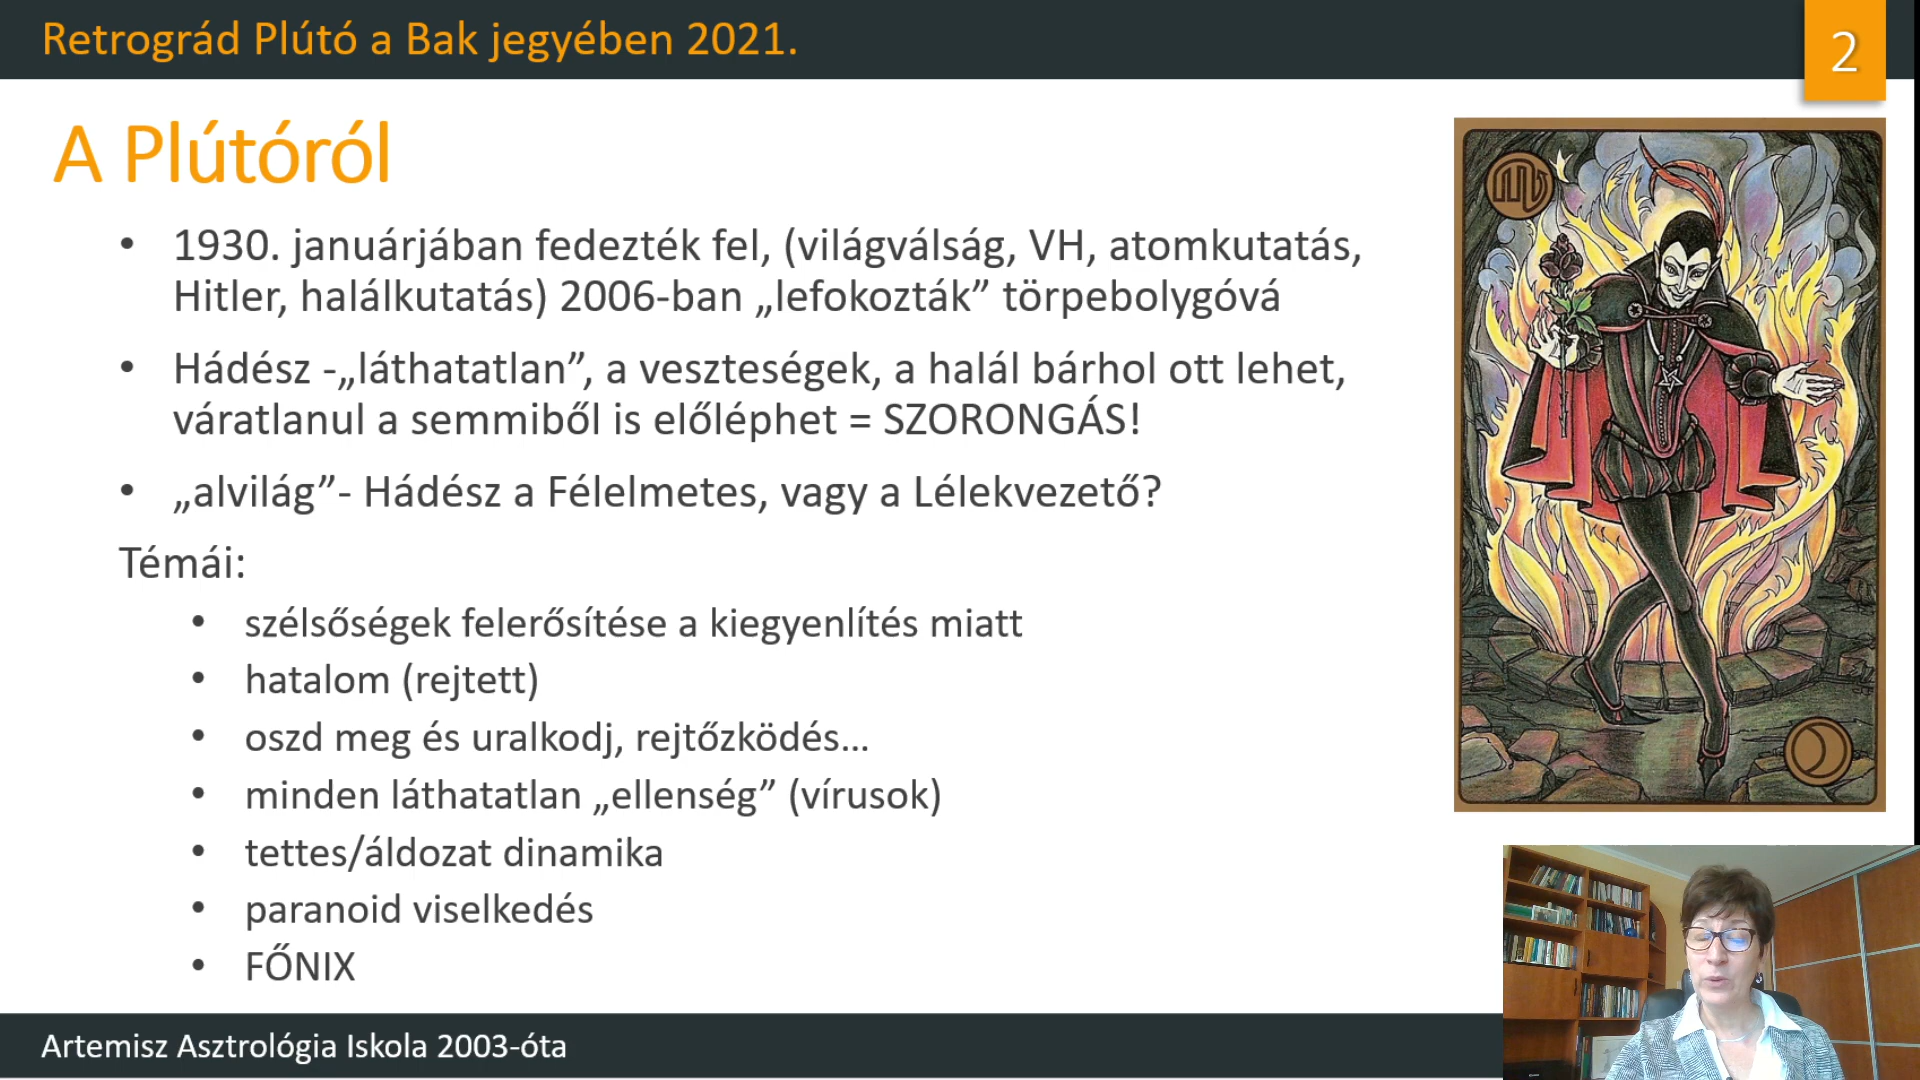 Retrográd Plútó a Bak jegyében 2021.
2
A Plútóról
• 1930. januárjában fedezték fel, (világválság, VH, atomkutatás,
Hitler, halálkutatás) 2006-ban „lefokozták” törpebolygóvá
• Hádész -„láthatatlan”, a veszteségek, a halál bárhol ott lehet,
váratlanul a semmiből is előléphet = SZORONGÁS!
• „alvilág”- Hádész a Félelmetes, vagy a Lélekvezető?
Témái:
• szélsőségek felerősítése a kiegyenlítés miatt
• hatalom (rejtett)
• oszd meg és uralkodj, rejtőzködés...
• minden láthatatlan „ellenség” (vírusok)
• tettes/áldozat dinamika
• paranoid viselkedés
• FŐNIX
Artemisz Asztrológia Iskola 2003-óta